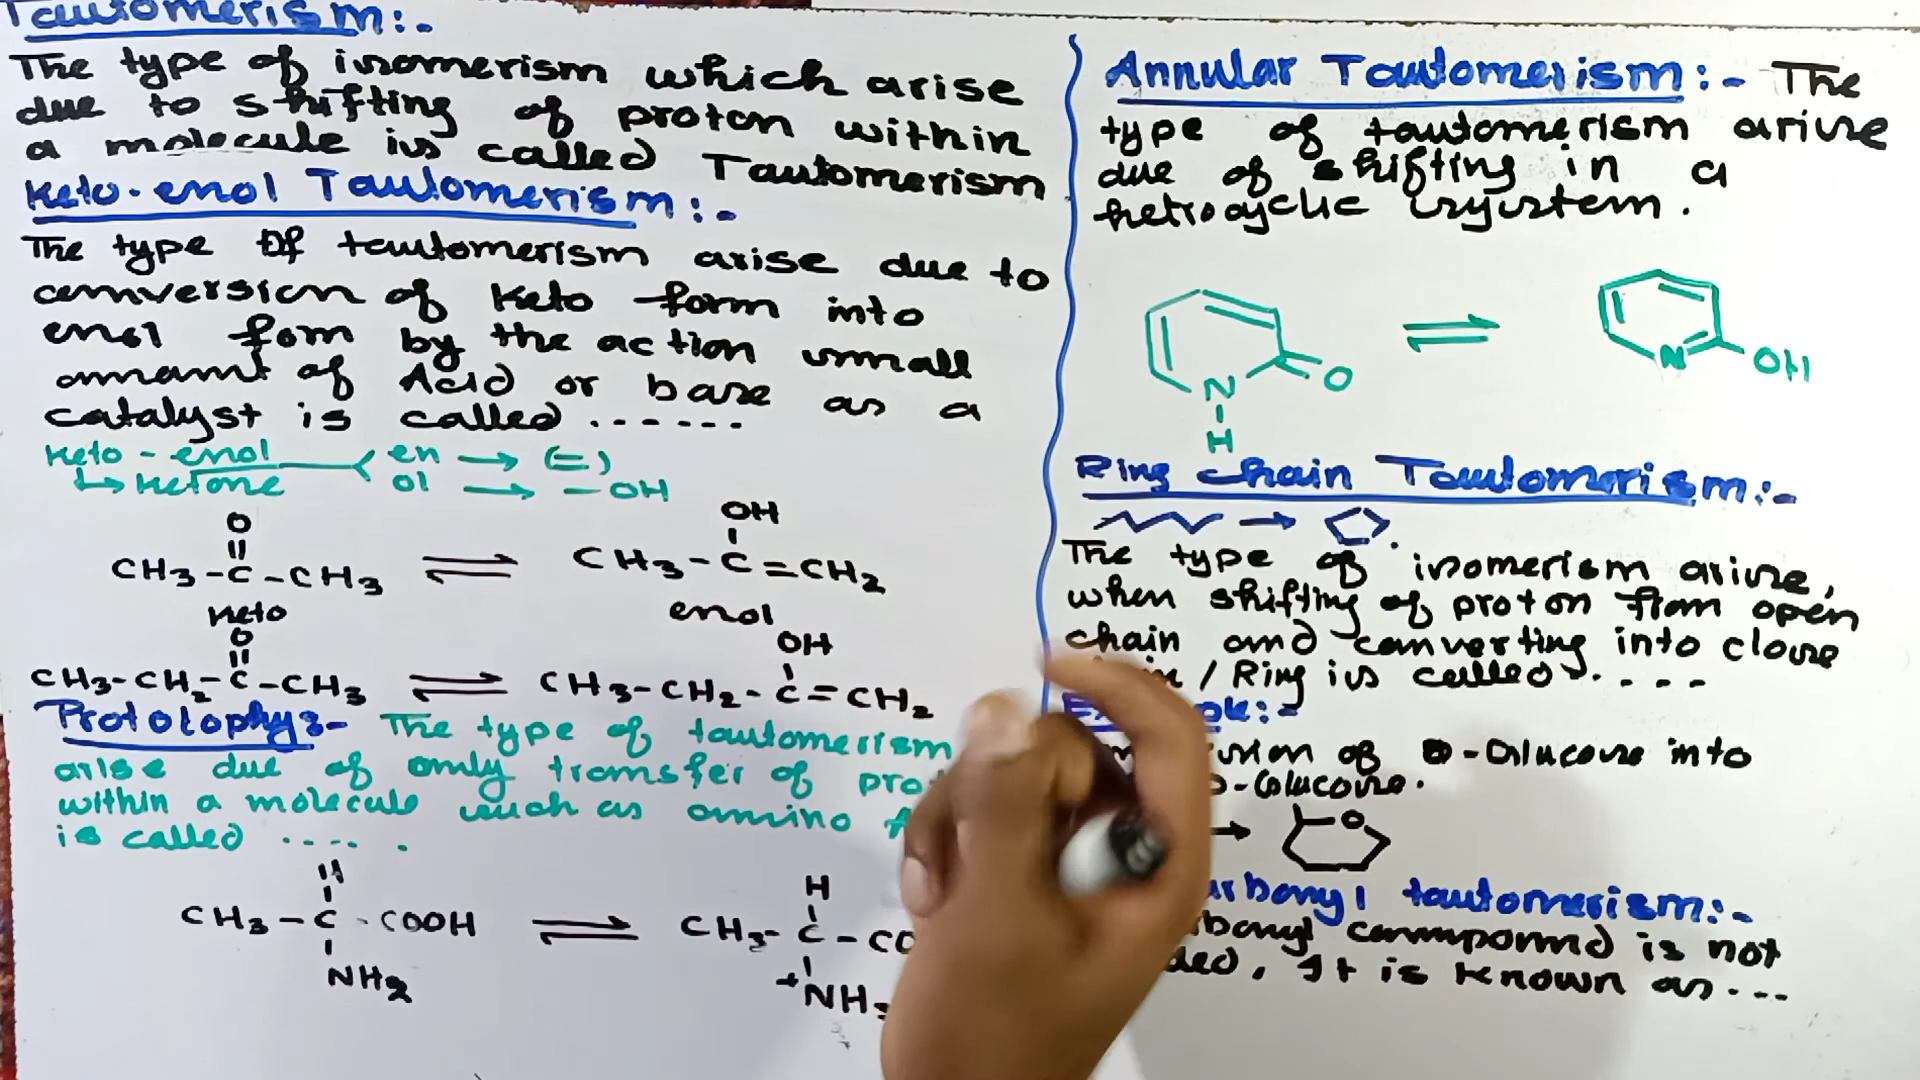 Tautomerism:-
The type of isomerism which arise
due to shifting of proton within
a molecule is called Tautomerism
Keto-enol Tautomerism:-
The type of tautomerism arise due to
conversion of Keto form into
enol form by the action small
amount of Acid or base as a
catalyst is called ......
Keto - enol en → (=)
↳ Ketone ol → -OH
O
CH3-C-CH3 ⇌ CH3-C=CH2
OH
Keto
enol
O
OH
CH3-CH2-C-CH3 ⇌ CH3-CH2-C=CH2
Prototophy:- The type of tautomerism
arise due of only transfer of
within a molecule such as amino
is called .....
CH3-C-COOH ⇌ CH3-C-
H
NH2
+NH3
Annular Tautomerism:- The
type of tautomerism arise
due of shifting in a
hetrocyclic system.
N
H
O
⇌
N
OH
Ring chain Tautomerism:-
The type of isomerism arise,
when shifting of proton from open
chain and converting into close
/ Ring is called ....
of D-Glucose into
D-Glucose.
→ O
tautomerism:-
compound is not
It is known as ...